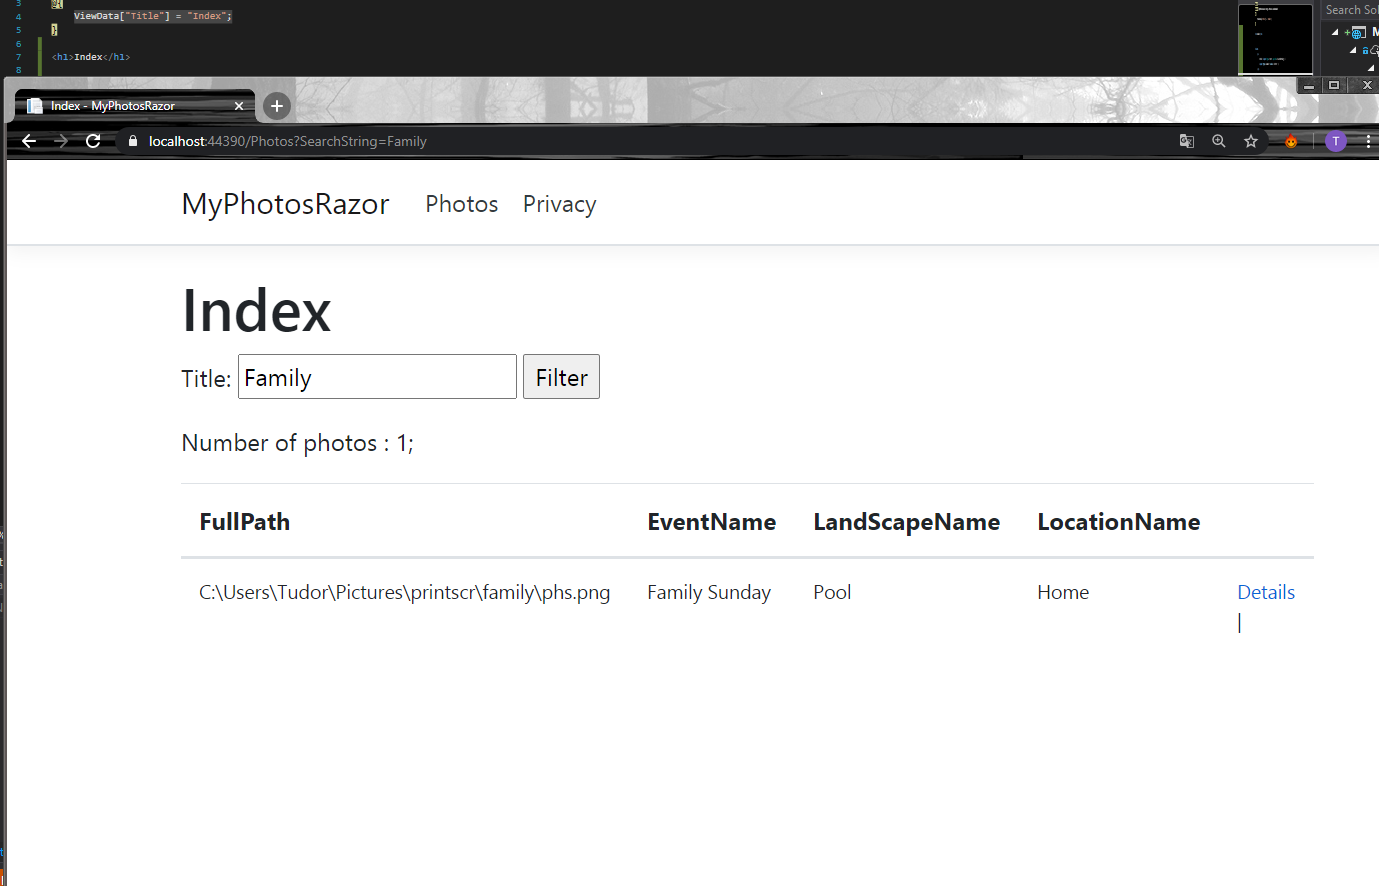 3 @{
4 ViewData["Title"] = "Index";
5 }
6
7 <h1>Index</h1>
8
Search Sol
Index - MyPhotosRazor
localhost:44390/Photos?SearchString=Family
T
MyPhotosRazor Photos Privacy
Index
Title: Family Filter
Number of photos : 1;
FullPath EventName LandScapeName LocationName
C:\Users\Tudor\Pictures\printscr\family\phs.png Family Sunday Pool Home Details
|